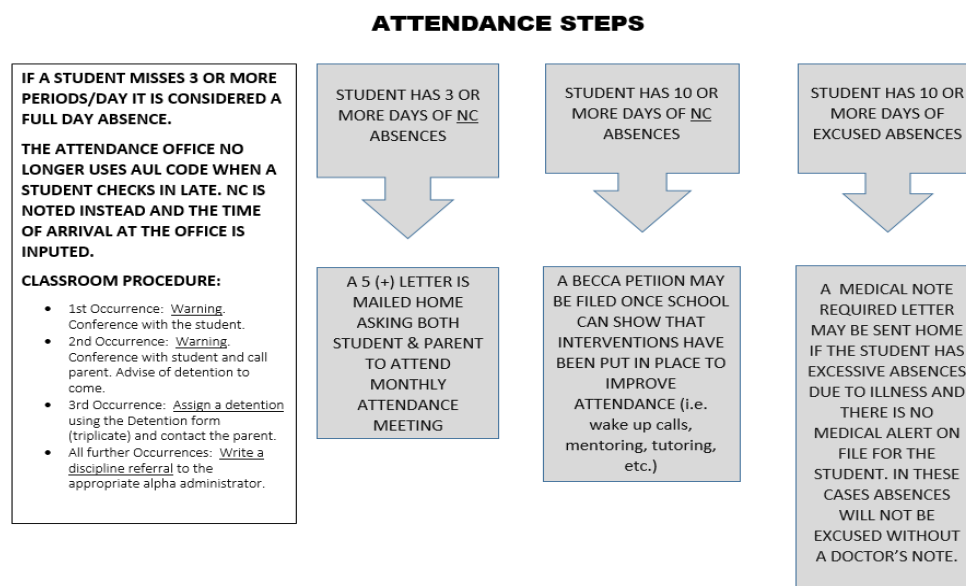 ATTENDANCE STEPS
IF A STUDENT MISSES 3 OR MORE
PERIODS/DAY IT IS CONSIDERED A
FULL DAY ABSENCE.
THE ATTENDANCE OFFICE NO
LONGER USES AUL CODE WHEN A
STUDENT CHECKS IN LATE. NC IS
NOTED INSTEAD AND THE TIME
OF ARRIVAL AT THE OFFICE IS
INPUTED.
CLASSROOM PROCEDURE:
• 1st Occurrence: Warning.
Conference with the student.
• 2nd Occurrence: Warning.
Conference with student and call
parent. Advise of detention to
come.
• 3rd Occurrence: Assign a detention
using the Detention form
(triplicate) and contact the parent.
• All further Occurrences: Write a
discipline referral to the
appropriate alpha administrator.
STUDENT HAS 3 OR
MORE DAYS OF NC
ABSENCES
A 5 (+) LETTER IS
MAILED HOME
ASKING BOTH
STUDENT & PARENT
TO ATTEND
MONTHLY
ATTENDANCE
MEETING
STUDENT HAS 10 OR
MORE DAYS OF NC
ABSENCES
A BECCA PETIION MAY
BE FILED ONCE SCHOOL
CAN SHOW THAT
INTERVENTIONS HAVE
BEEN PUT IN PLACE TO
IMPROVE
ATTENDANCE (i.e.
wake up calls,
mentoring, tutoring,
etc.)
STUDENT HAS 10 OR
MORE DAYS OF
EXCUSED ABSENCES
A MEDICAL NOTE
REQUIRED LETTER
MAY BE SENT HOME
IF THE STUDENT HAS
EXCESSIVE ABSENCES
DUE TO ILLNESS AND
THERE IS NO
MEDICAL ALERT ON
FILE FOR THE
STUDENT. IN THESE
CASES ABSENCES
WILL NOT BE
EXCUSED WITHOUT
A DOCTOR'S NOTE.